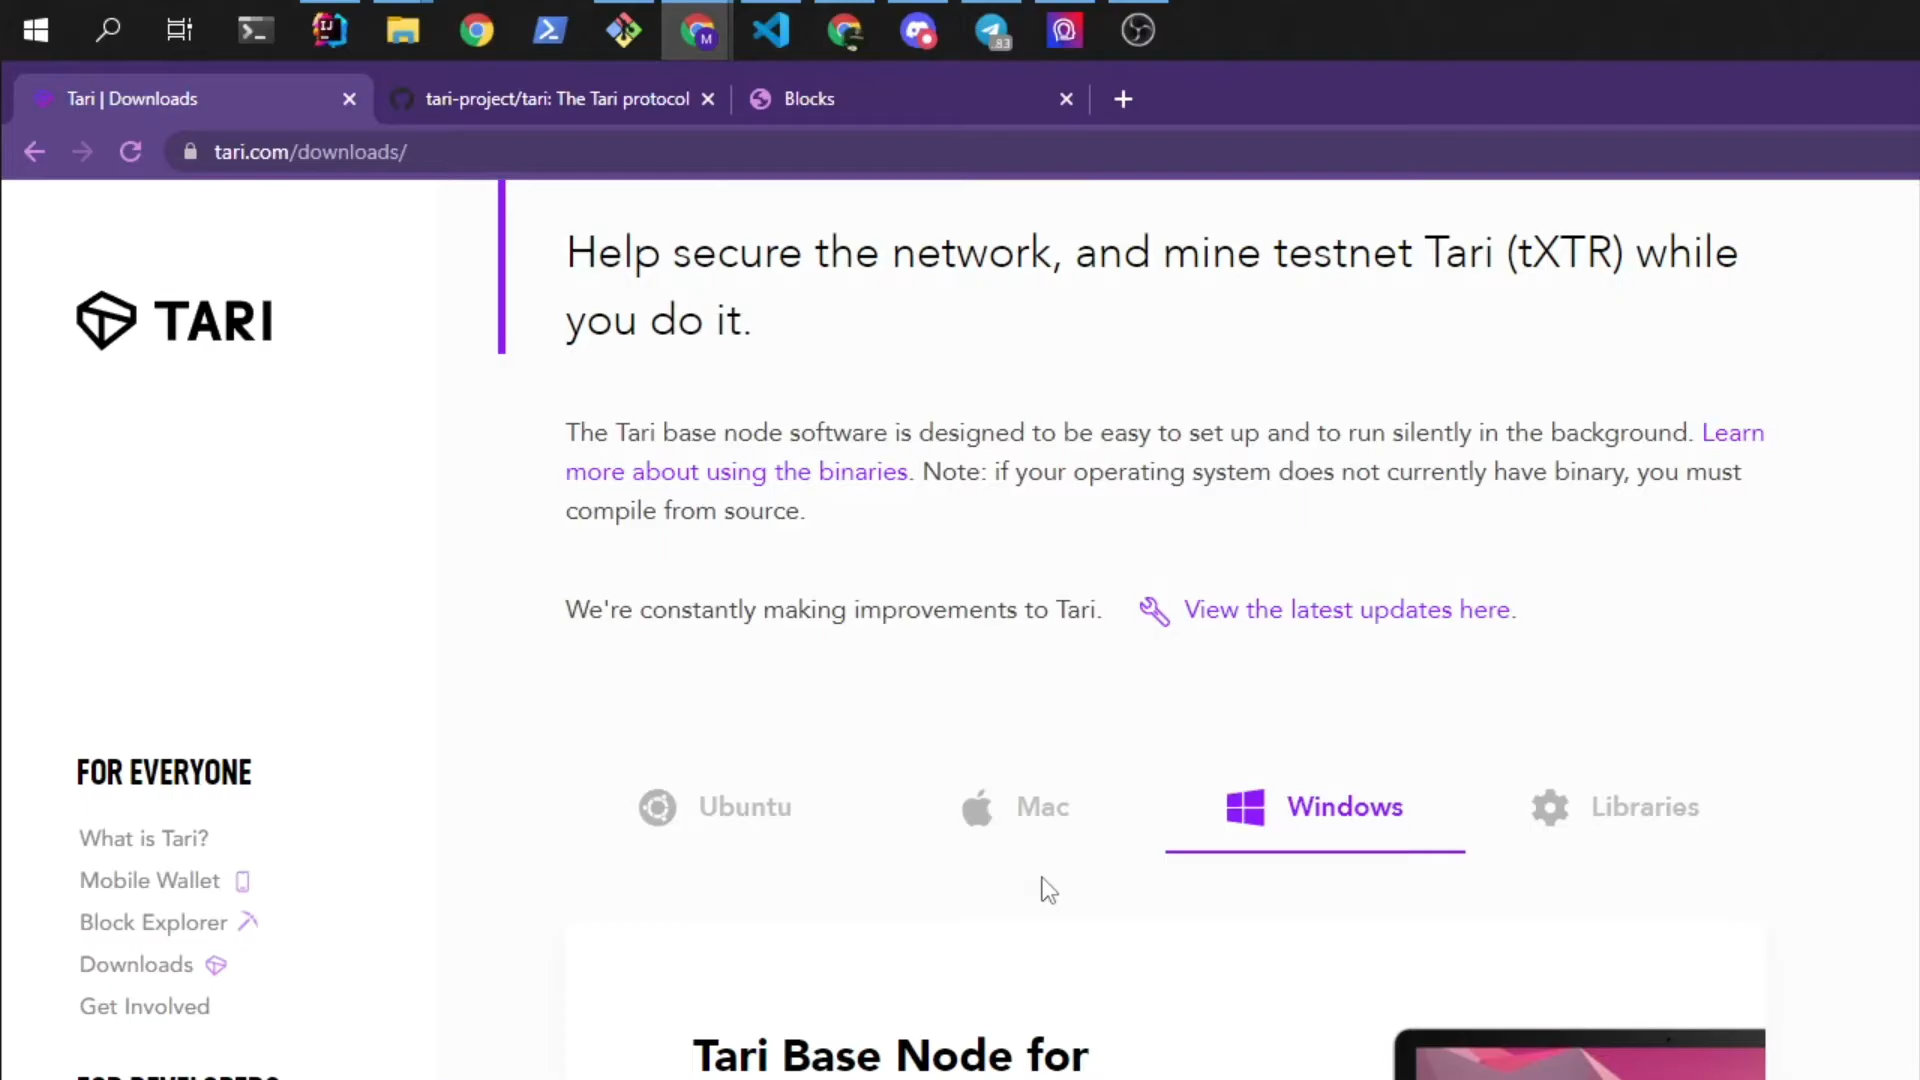 M
83
Tari | Downloads
tari-project/tari: The Tari protocol
Blocks
tari.com/downloads/
TARI
Help secure the network, and mine testnet Tari (tXTR) while
you do it.
The Tari base node software is designed to be easy to set up and to run silently in the background. Learn
more about using the binaries. Note: if your operating system does not currently have binary, you must
compile from source.
We're constantly making improvements to Tari. View the latest updates here.
Ubuntu
Mac
Windows
Libraries
FOR EVERYONE
What is Tari?
Mobile Wallet
Block Explorer
Downloads
Get Involved
FOR DEVELOPERS
Tari Base Node for